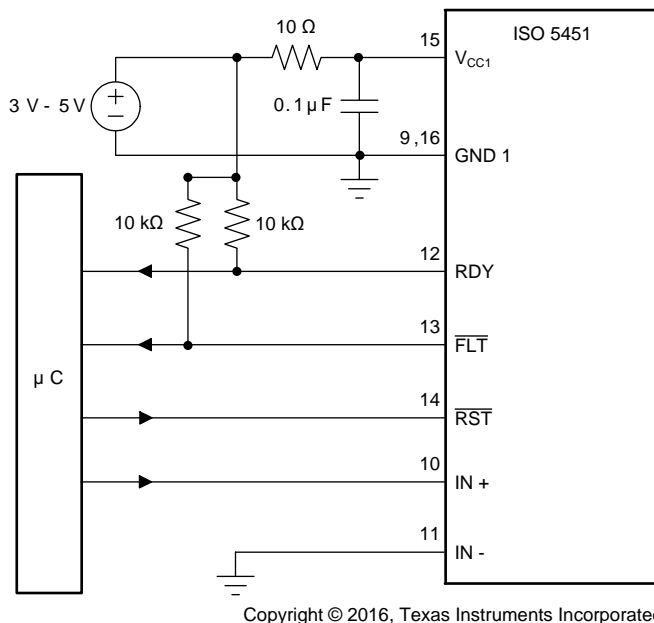 10 Ω
15
ISO 5451
VCC1
3 V - 5 V
0.1 µF
9 ,16
GND 1
10 kΩ
10 kΩ
12
RDY
13
FLT
µ C
14
RST
10
IN +
11
IN -
Copyright © 2016, Texas Instruments Incorporated